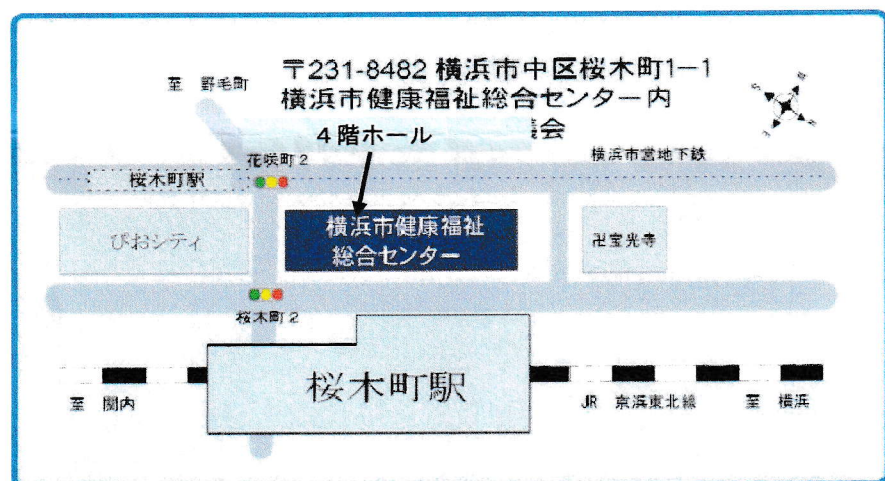 〒231-8482 横浜市中区桜木町1－1
横浜市健康福祉総合センター内
会
至 野毛町
4階ホール
花咲町2
横浜市営地下鉄
桜木町駅
ぴおシティ
横浜市健康福祉
総合センター
卍宝光寺
桜木町2
桜木町駅
至 関内
JR 京浜東北線
至 横浜